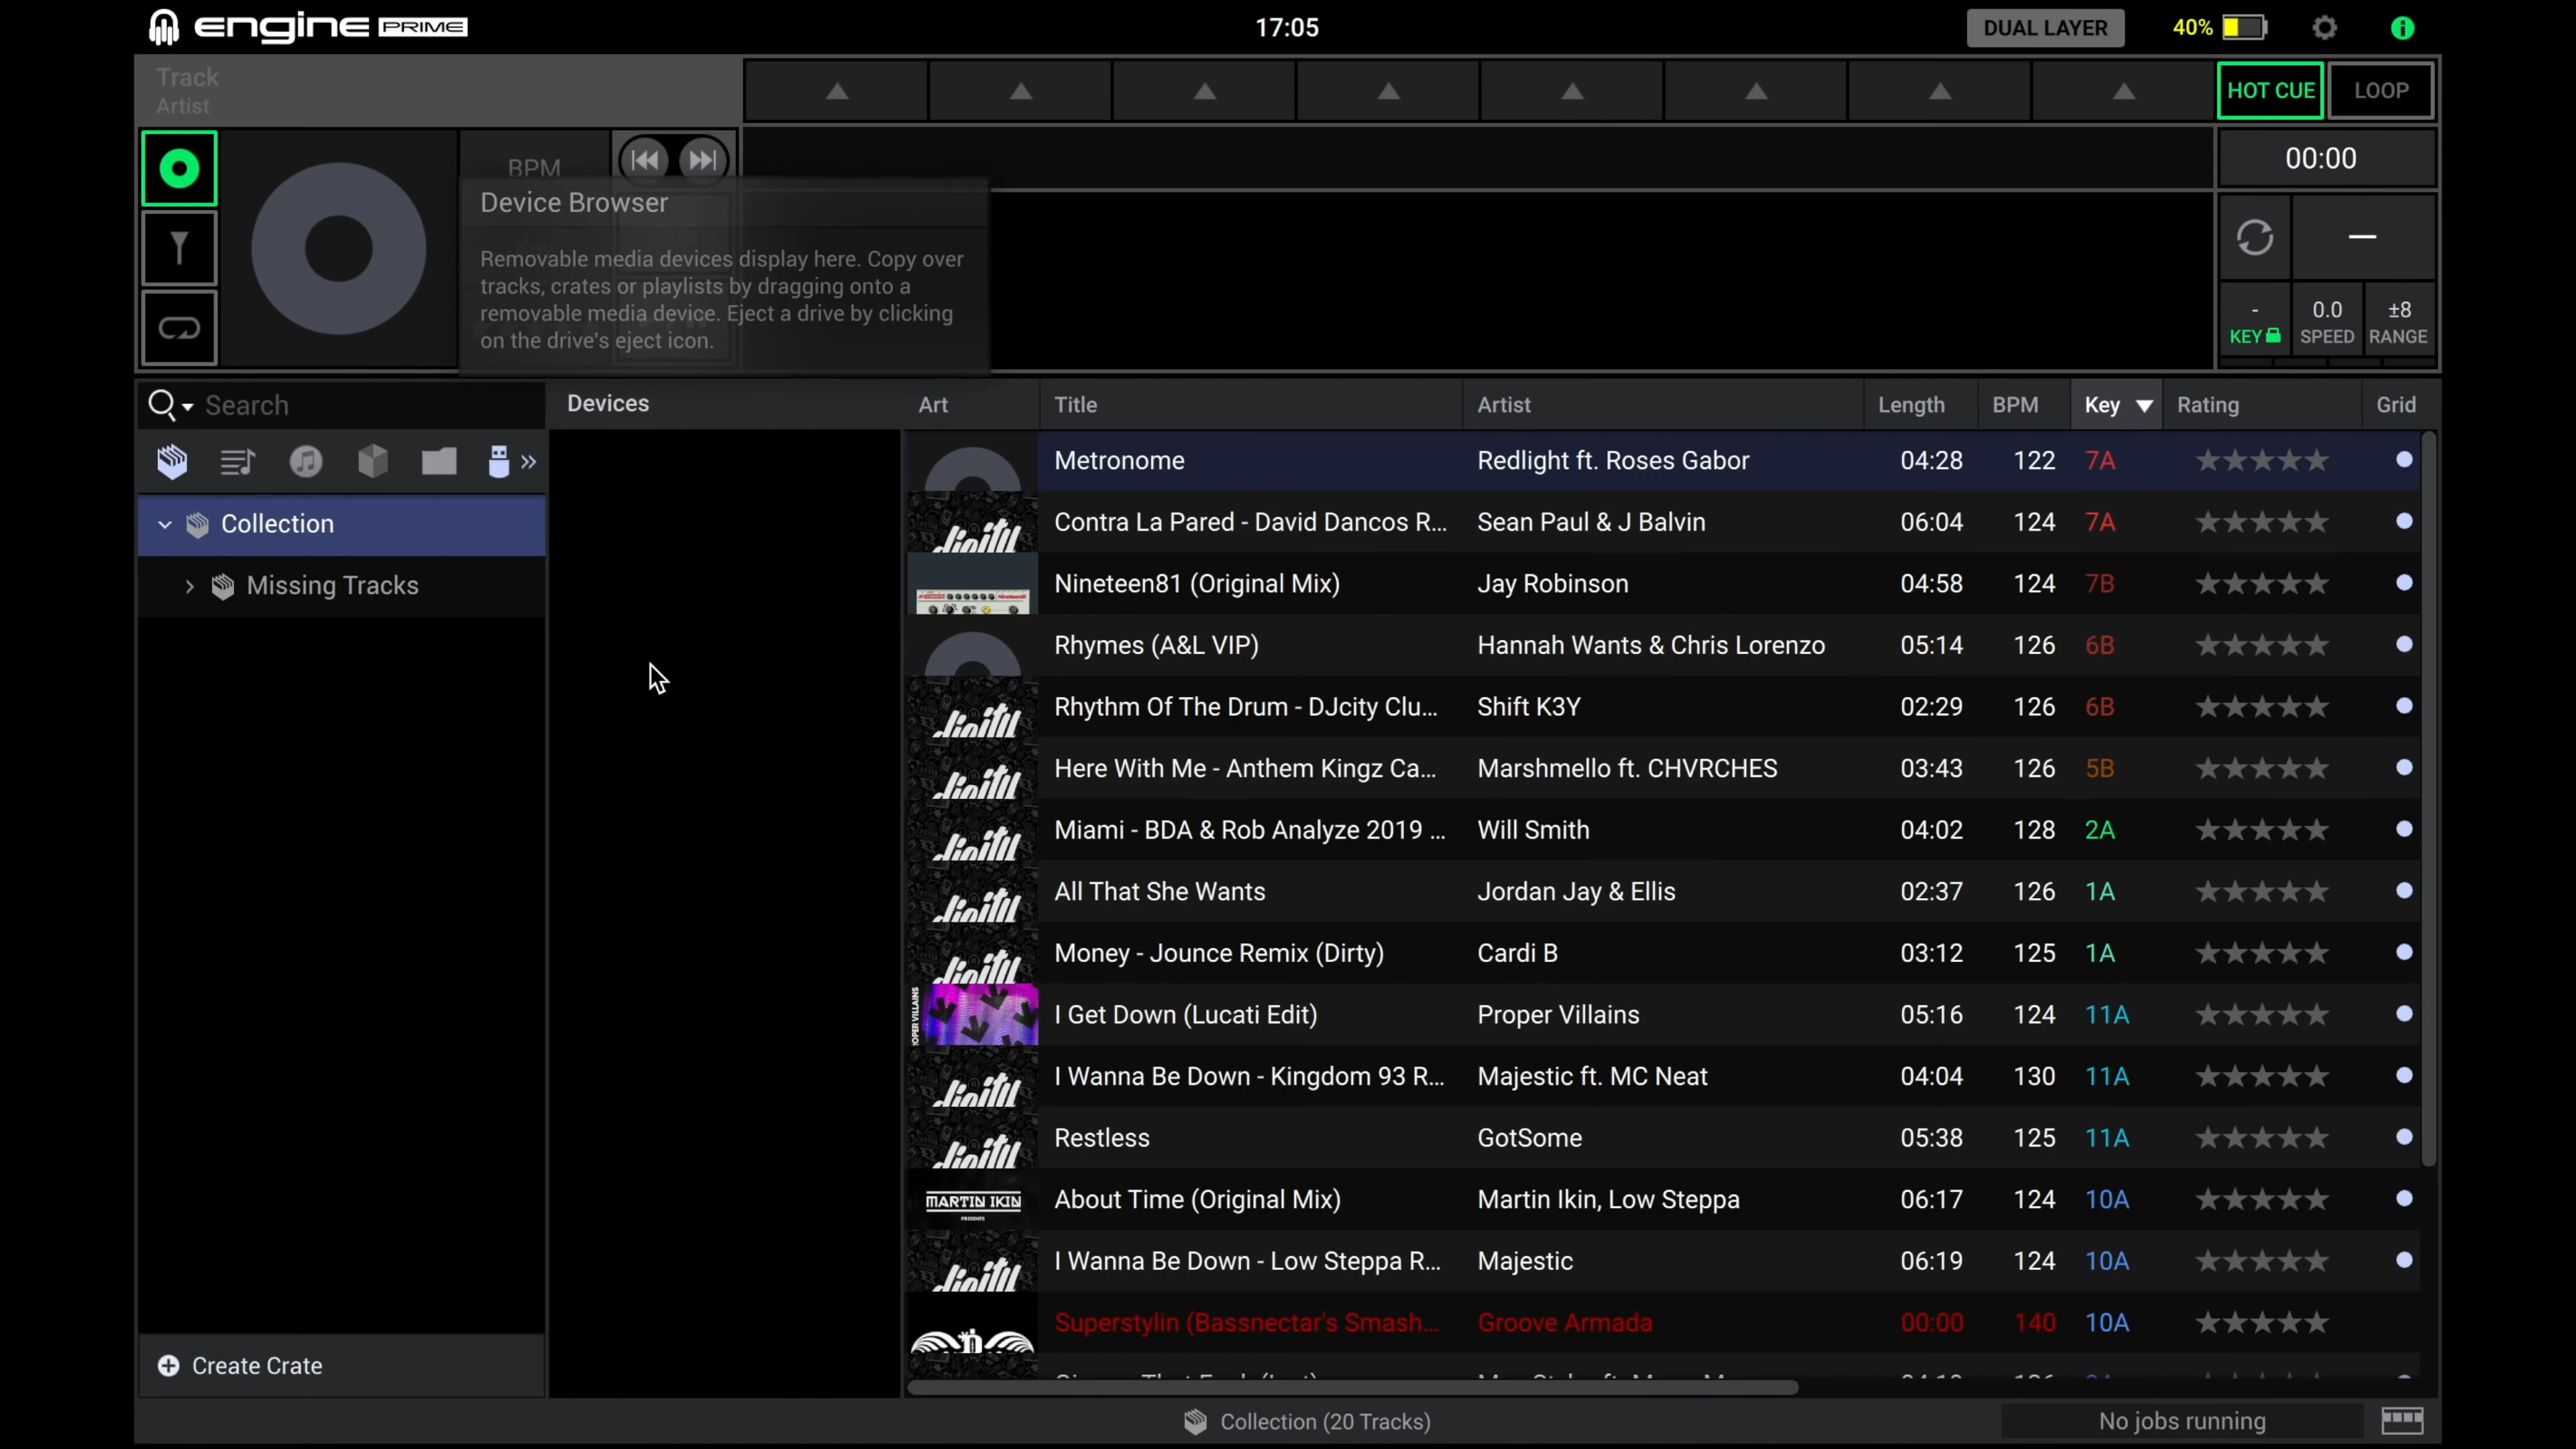 engine PRIME
17:05
DUAL LAYER
40%
Track
Artist
HOT CUE
LOOP
BPM
00:00
Device Browser
Removable media devices display here. Copy over
tracks, crates or playlists by dragging onto a
removable media device. Eject a drive by clicking
on the drive's eject icon.
-
0.0
±8
KEY
SPEED
RANGE
Search
Devices
Art
Title
Artist
Length
BPM
Key
Rating
Grid
Collection
Missing Tracks
Metronome Redlight ft. Roses Gabor 04:28 122 7A
Contra La Pared - David Dancos R... Sean Paul & J Balvin 06:04 124 7A
Nineteen81 (Original Mix) Jay Robinson 04:58 124 7B
Rhymes (A&L VIP) Hannah Wants & Chris Lorenzo 05:14 126 6B
Rhythm Of The Drum - DJcity Clu... Shift K3Y 02:29 126 6B
Here With Me - Anthem Kingz Ca... Marshmello ft. CHVRCHES 03:43 126 5B
Miami - BDA & Rob Analyze 2019 ... Will Smith 04:02 128 2A
All That She Wants Jordan Jay & Ellis 02:37 126 1A
Money - Jounce Remix (Dirty) Cardi B 03:12 125 1A
I Get Down (Lucati Edit) Proper Villains 05:16 124 11A
I Wanna Be Down - Kingdom 93 R... Majestic ft. MC Neat 04:04 130 11A
Restless GotSome 05:38 125 11A
MARTIN IKIN
PRESENTS
About Time (Original Mix) Martin Ikin, Low Steppa 06:17 124 10A
I Wanna Be Down - Low Steppa R... Majestic 06:19 124 10A
Superstylin (Bassnectar's Smash... Groove Armada 00:00 140 10A
Create Crate
Collection (20 Tracks)
No jobs running